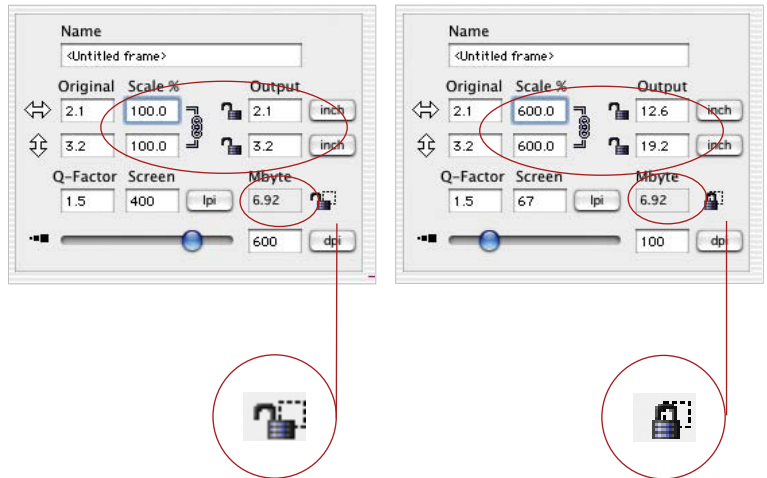 Name
<Untitled frame>
Original Scale % Output
2.1 100.0 2.1 inch
3.2 100.0 3.2 inch
Q-Factor Screen Mbyte
1.5 400 lpi 6.92
600 dpi
Name
<Untitled frame>
Original Scale % Output
2.1 600.0 12.6 inch
3.2 600.0 19.2 inch
Q-Factor Screen Mbyte
1.5 67 lpi 6.92
100 dpi